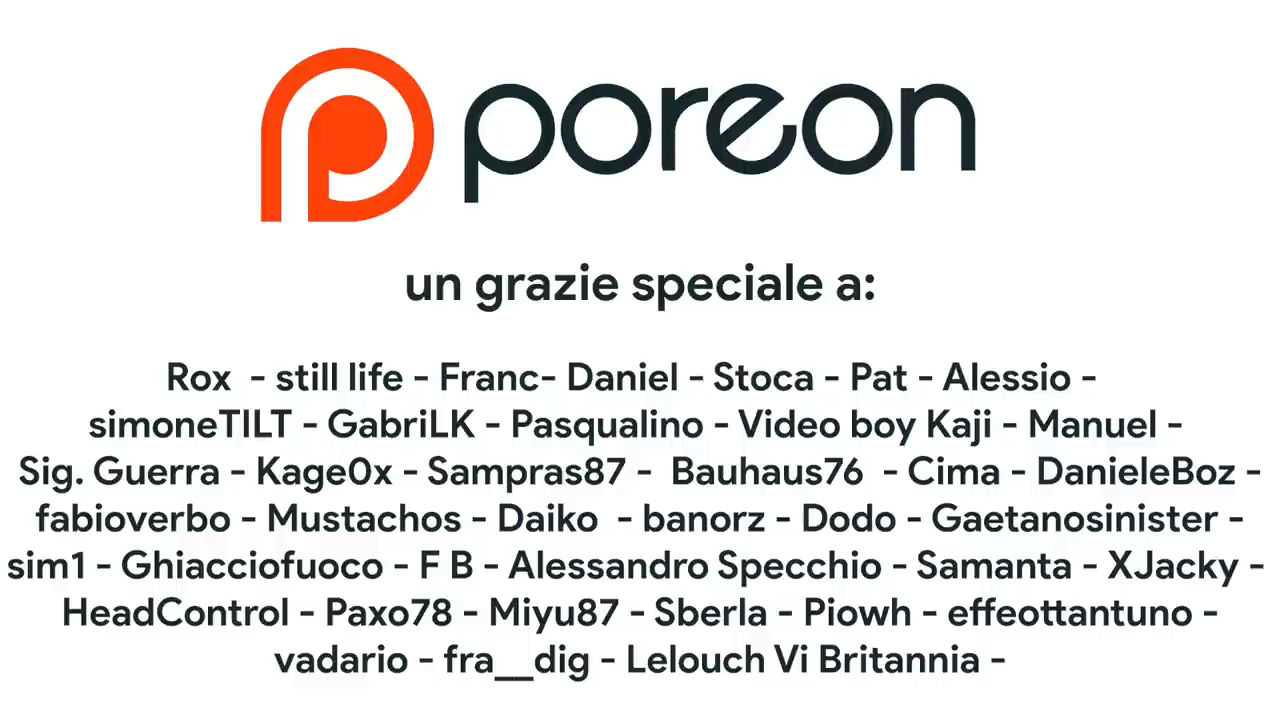 poreon
un grazie speciale a:
Rox - still life - Franc- Daniel - Stoca - Pat - Alessio -
simoneTILT - GabriLK - Pasqualino - Video boy Kaji - Manuel -
Sig. Guerra - Kage0x - Sampras87 - Bauhaus76 - Cima - DanieleBoz -
fabioverbo - Mustachos - Daiko - banorz - Dodo - Gaetanosinister -
sim1 - Ghiacciofuoco - F B - Alessandro Specchio - Samanta - XJacky -
HeadControl - Paxo78 - Miyu87 - Sberla - Piowh - effeottantuno -
vadario - fra__dig - Lelouch Vi Britannia -